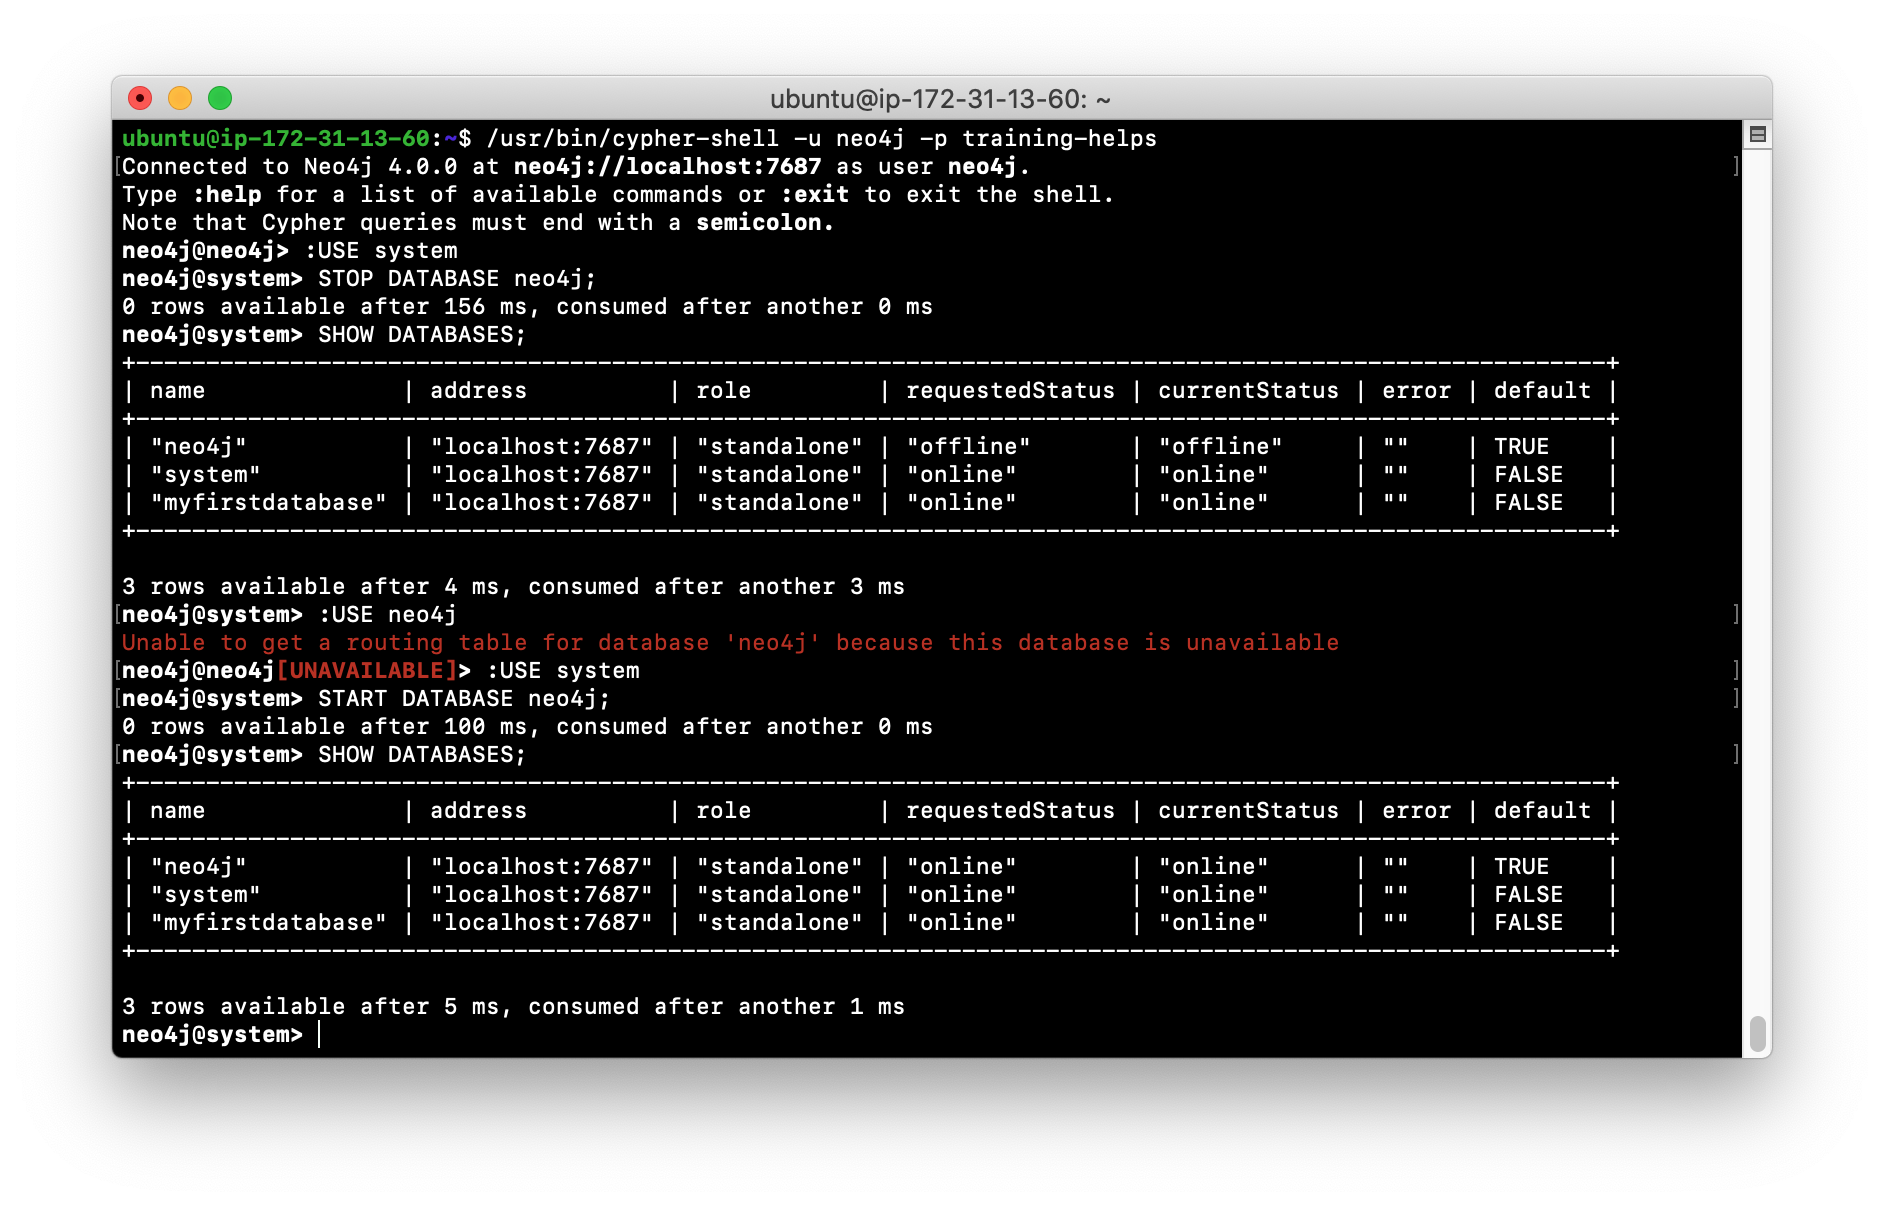 ubuntu@ip-172-31-13-60: ~
ubuntu@ip-172-31-13-60:~$ /usr/bin/cypher-shell -u neo4j -p training-helps
[Connected to Neo4j 4.0.0 at neo4j://localhost:7687 as user neo4j. ]
Type :help for a list of available commands or :exit to exit the shell.
Note that Cypher queries must end with a semicolon.
neo4j@neo4j> :USE system
neo4j@system> STOP DATABASE neo4j;
0 rows available after 156 ms, consumed after another 0 ms
neo4j@system> SHOW DATABASES;
+----------------------------------------------------------------------------------------------------------+
| name               | address          | role         | requestedStatus | currentStatus | error | default |
+----------------------------------------------------------------------------------------------------------+
| "neo4j"            | "localhost:7687" | "standalone" | "offline"       | "offline"     | ""    | TRUE    |
| "system"           | "localhost:7687" | "standalone" | "online"        | "online"      | ""    | FALSE   |
| "myfirstdatabase" | "localhost:7687" | "standalone" | "online"        | "online"      | ""    | FALSE   |
+----------------------------------------------------------------------------------------------------------+
3 rows available after 4 ms, consumed after another 3 ms
[neo4j@system> :USE neo4j ]
Unable to get a routing table for database 'neo4j' because this database is unavailable
[neo4j@neo4j[UNAVAILABLE]> :USE system ]
[neo4j@system> START DATABASE neo4j; ]
0 rows available after 100 ms, consumed after another 0 ms
[neo4j@system> SHOW DATABASES; ]
+----------------------------------------------------------------------------------------------------------+
| name               | address          | role         | requestedStatus | currentStatus | error | default |
+----------------------------------------------------------------------------------------------------------+
| "neo4j"            | "localhost:7687" | "standalone" | "online"        | "online"      | ""    | TRUE    |
| "system"           | "localhost:7687" | "standalone" | "online"        | "online"      | ""    | FALSE   |
| "myfirstdatabase" | "localhost:7687" | "standalone" | "online"        | "online"      | ""    | FALSE   |
+----------------------------------------------------------------------------------------------------------+
3 rows available after 5 ms, consumed after another 1 ms
neo4j@system>